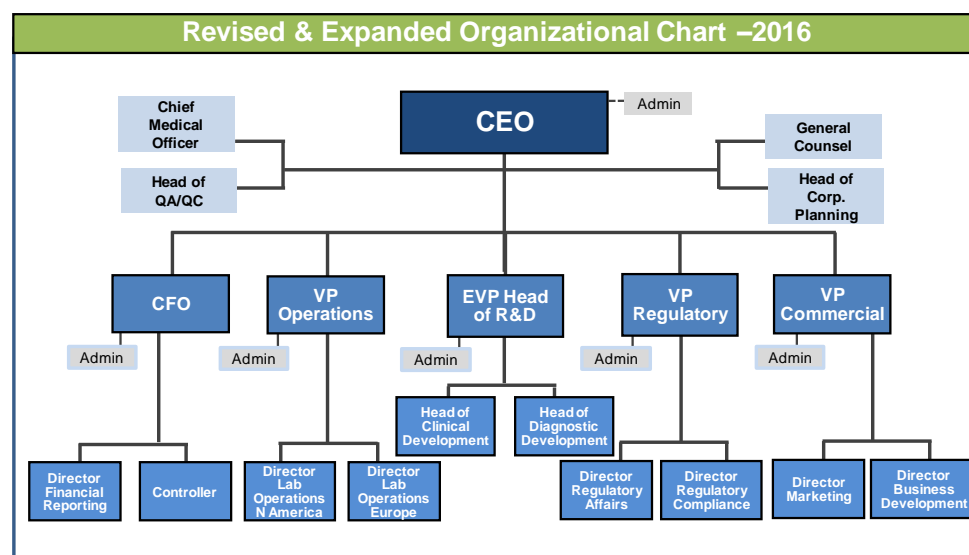 Revised & Expanded Organizational Chart –2016
CEO
Admin
Chief
Medical
Officer
General
Counsel
Head of
QA/QC
Head of
Corp.
Planning
CFO
VP
Operations
EVP Head
of R&D
VP
Regulatory
VP
Commercial
Admin
Admin
Admin
Admin
Admin
Head of
Clinical
Development
Head of
Diagnostic
Development
Director
Financial
Reporting
Controller
Director
Lab
Operations
N America
Director
Lab
Operations
Europe
Director
Regulatory
Affairs
Director
Regulatory
Compliance
Director
Marketing
Director
Business
Development